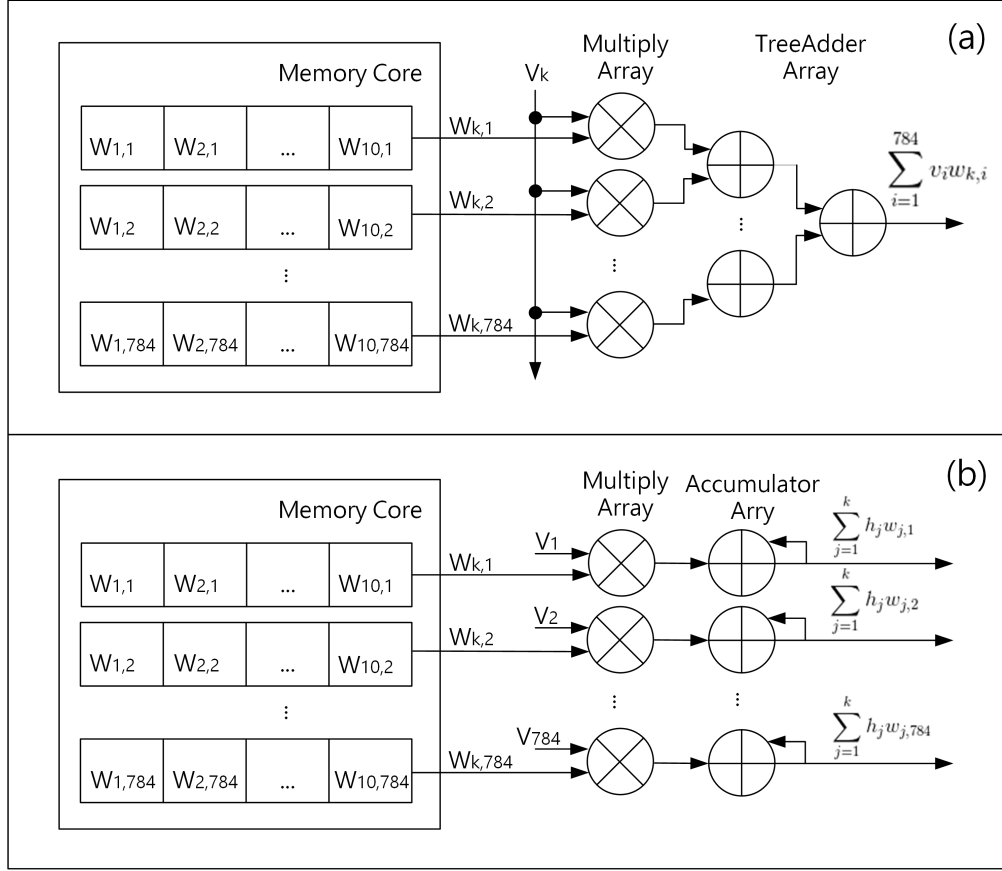 (a)
Memory Core
Multiply
Array
TreeAdder
Array
Vk
W1,1 W2,1 ... W10,1
Wk,1
W1,2 W2,2 ... W10,2
Wk,2
...
W1,784 W2,784 ... W10,784
Wk,784
...
...
784
∑ viwk,i
i=1
(b)
Memory Core
Multiply
Array
Accumulator
Arry
W1,1 W2,1 ... W10,1
Wk,1
V1
k
∑ hjwj,1
j=1
W1,2 W2,2 ... W10,2
Wk,2
V2
k
∑ hjwj,2
j=1
...
...
...
W1,784 W2,784 ... W10,784
Wk,784
V784
k
∑ hjwj,784
j=1